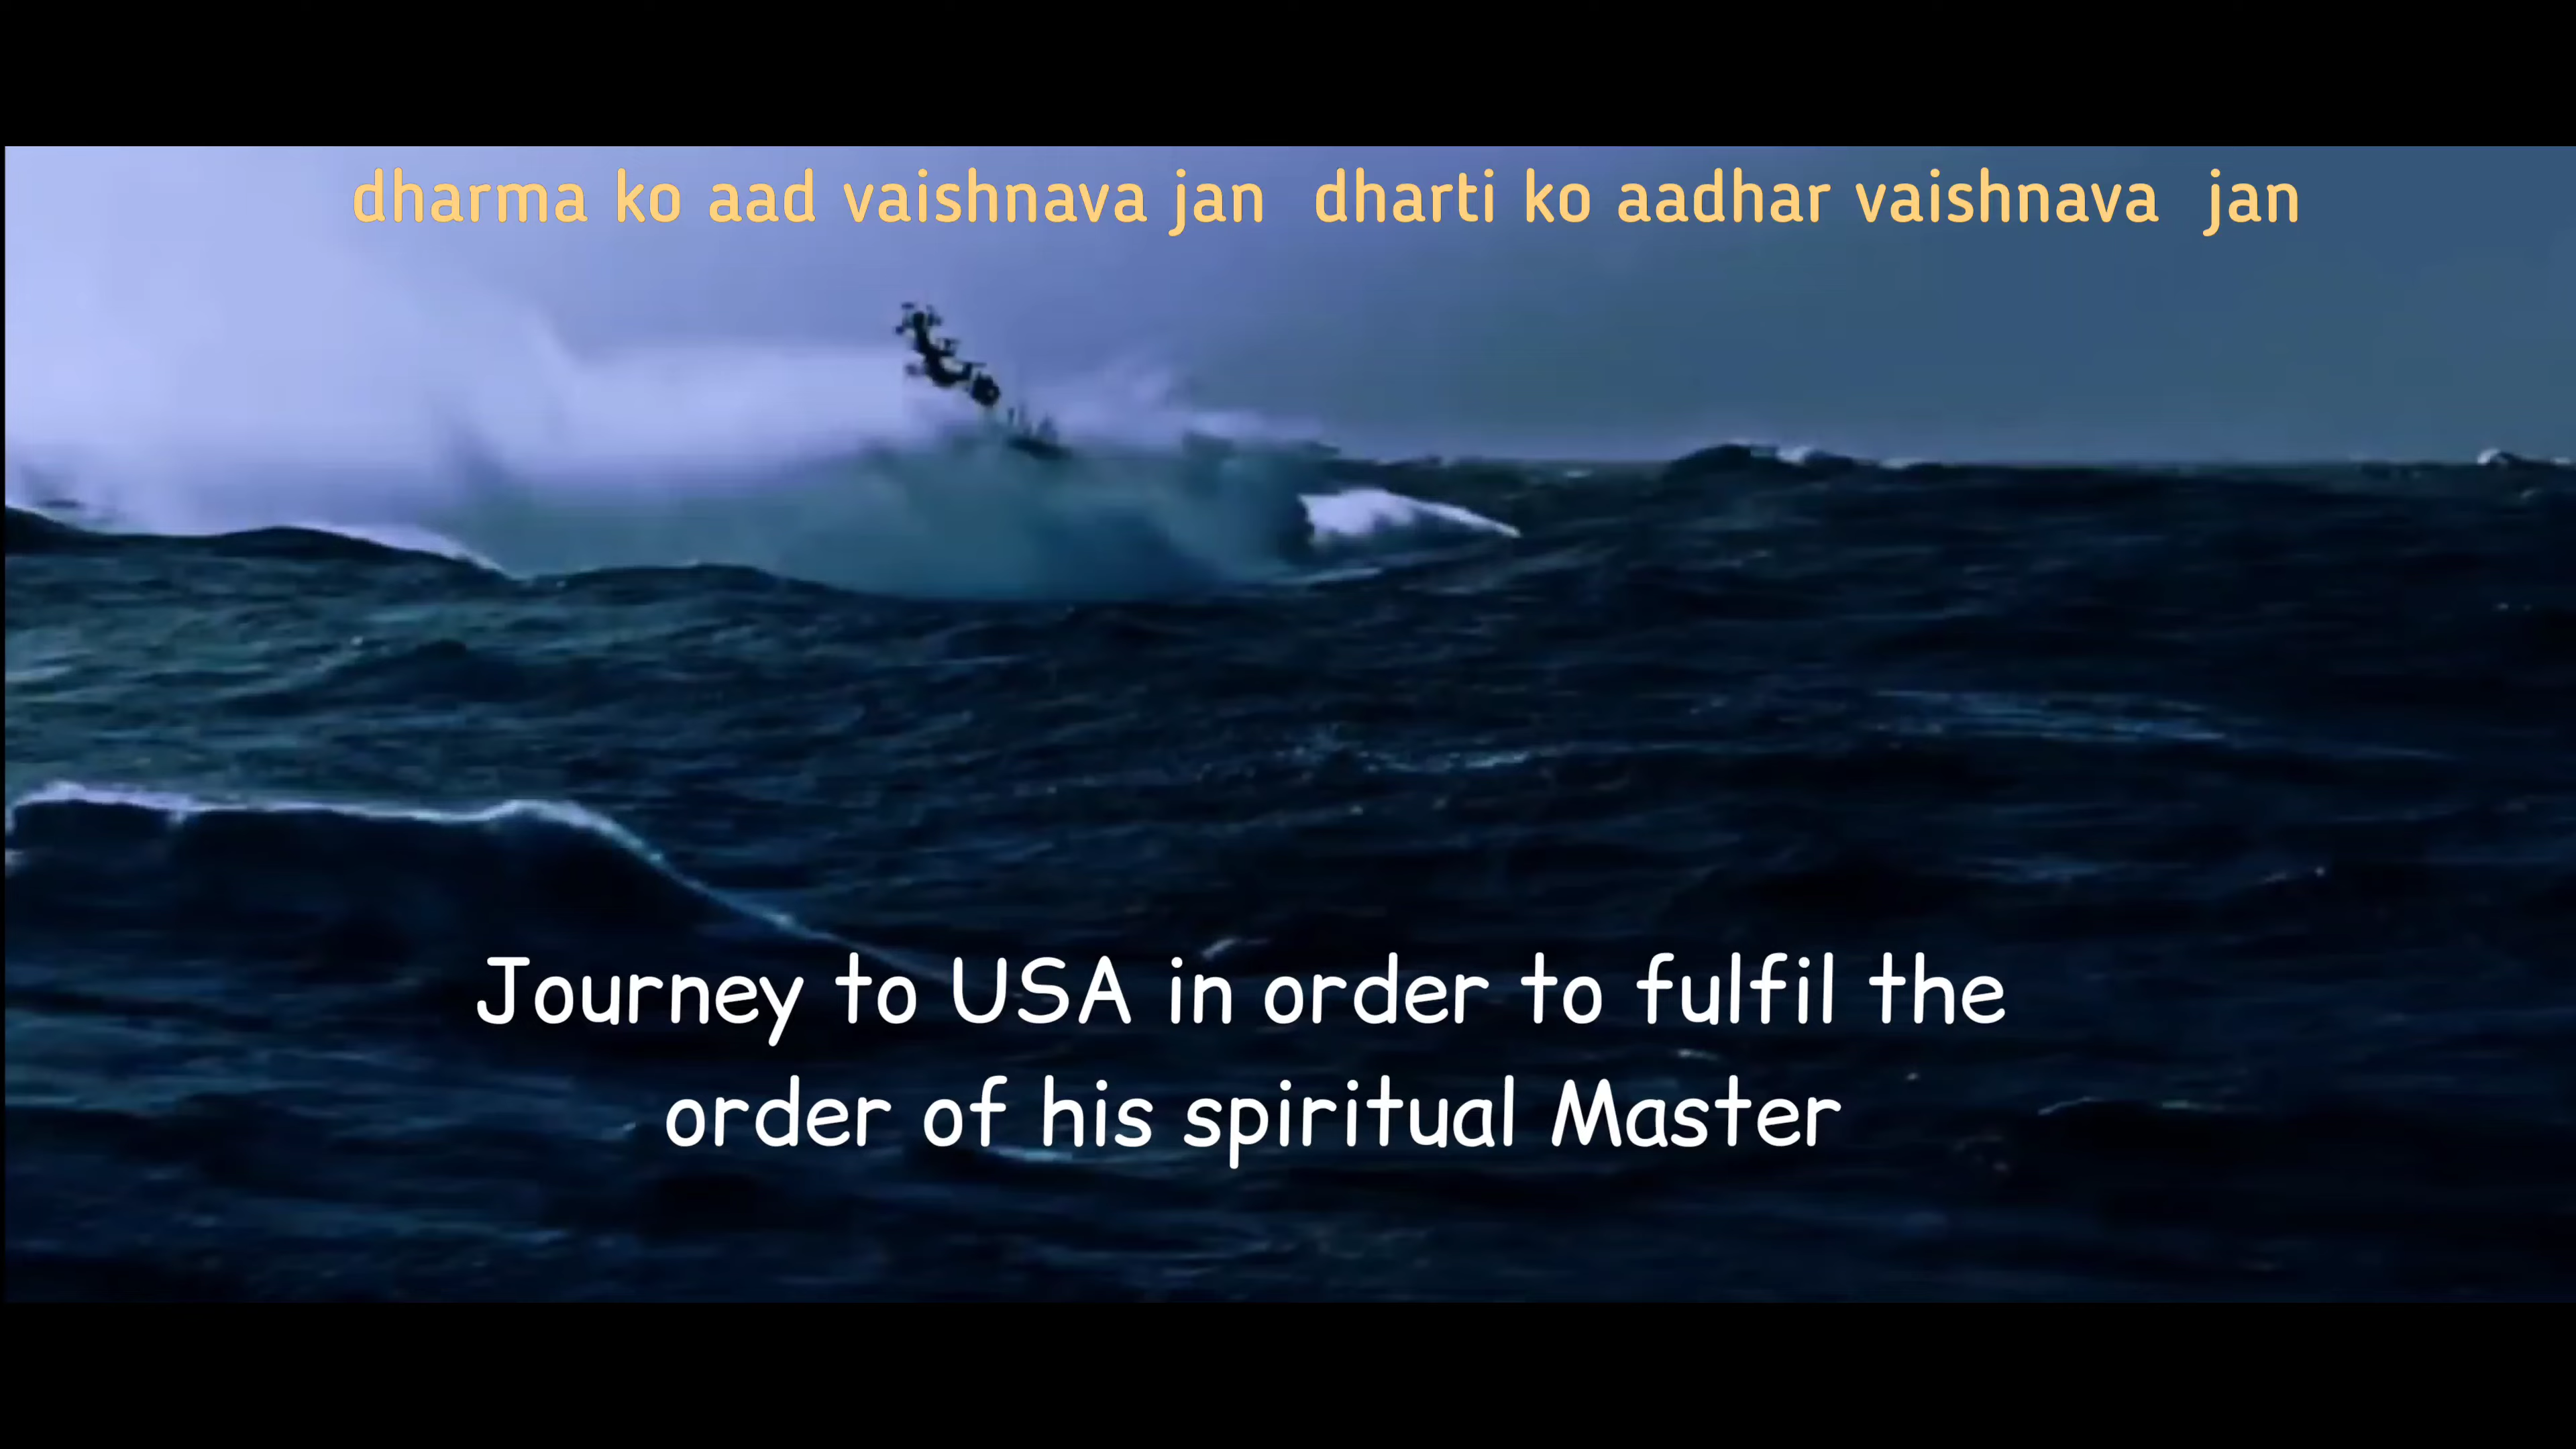 dharma ko aad vaishnava jan dharti ko aadhar vaishnava jan
Journey to USA in order to fulfil the
order of his spiritual Master